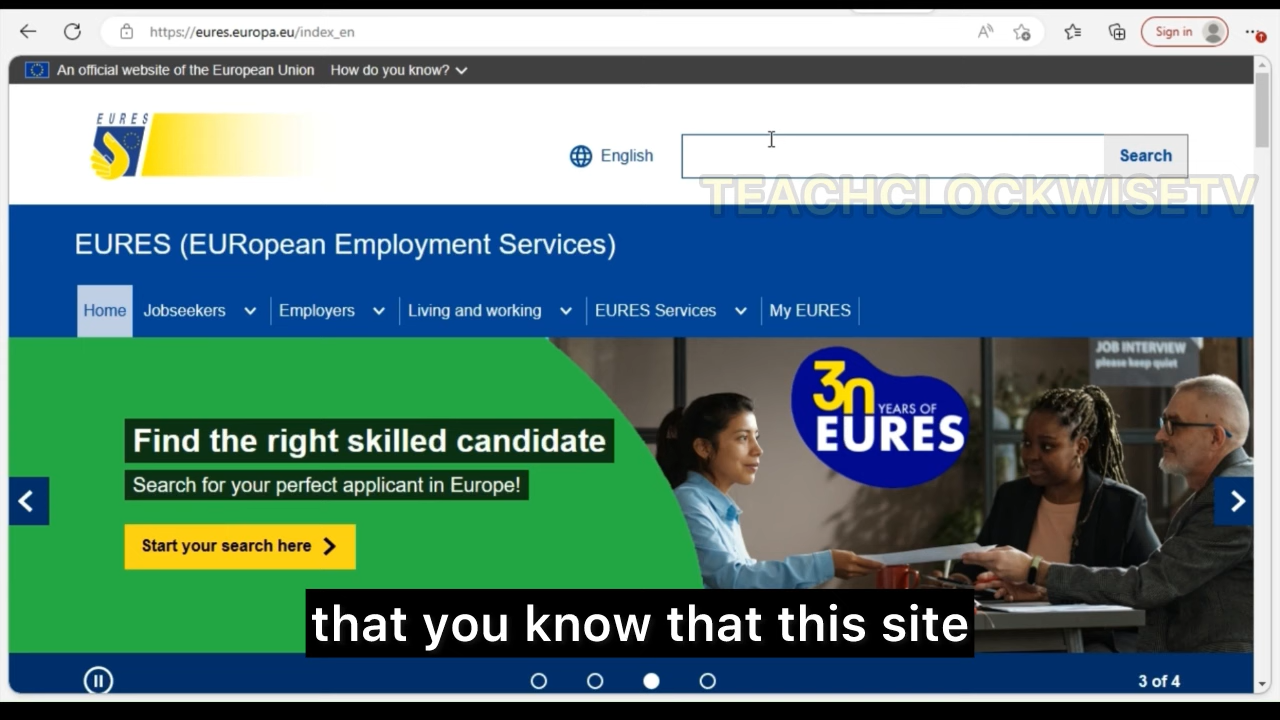 https://eures.europa.eu/index_en
Sign in
An official website of the European Union How do you know?
EURES
English
Search
TEACHCLOCKWISETV
EURES (EURopean Employment Services)
Home Jobseekers Employers Living and working EURES Services My EURES
JOB INTERVIEW
please keep quiet
30
YEARS OF
EURES
Find the right skilled candidate
Search for your perfect applicant in Europe!
Start your search here
that you know that this site
3 of 4